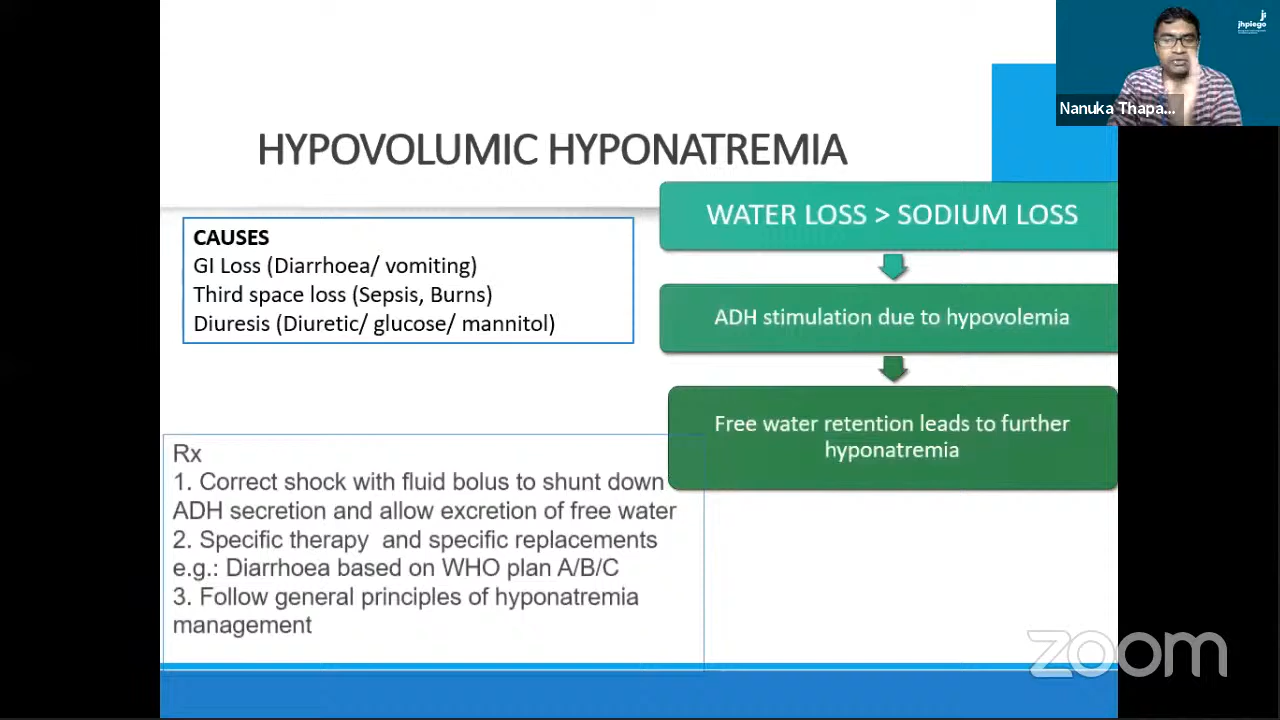 jhpiego
Nanuka Thapa...
HYPOVOLUMIC HYPONATREMIA
CAUSES
GI Loss (Diarrhoea/ vomiting)
Third space loss (Sepsis, Burns)
Diuresis (Diuretic/ glucose/ mannitol)
WATER LOSS > SODIUM LOSS
ADH stimulation due to hypovolemia
Free water retention leads to further
hyponatremia
Rx
1. Correct shock with fluid bolus to shunt down
ADH secretion and allow excretion of free water
2. Specific therapy and specific replacements
e.g.: Diarrhoea based on WHO plan A/B/C
3. Follow general principles of hyponatremia
management
zoom